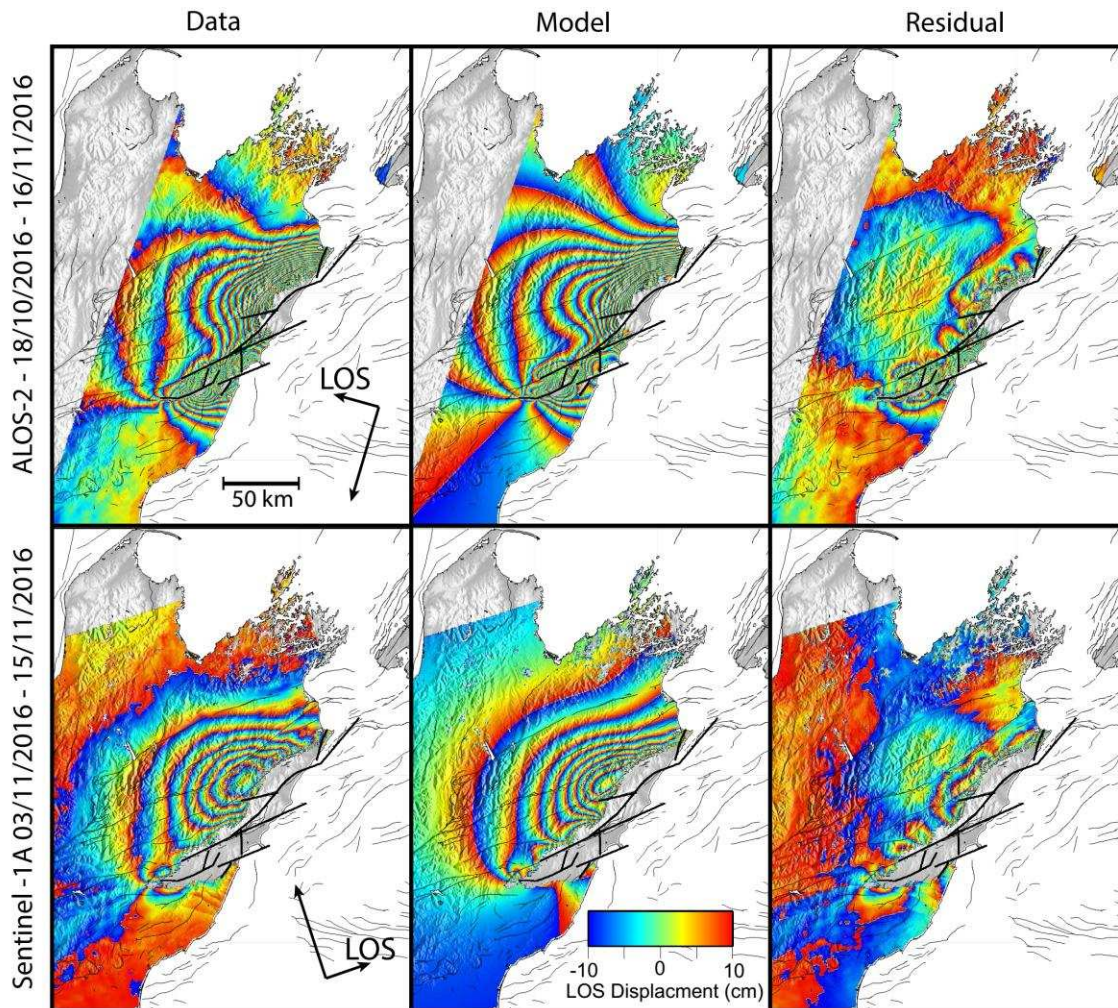 Data
Model
Residual
ALOS-2 - 18/10/2016 - 16/11/2016
LOS
50 km
Sentinel -1A 03/11/2016 - 15/11/2016
LOS
-10 0 10
LOS Displacment (cm)